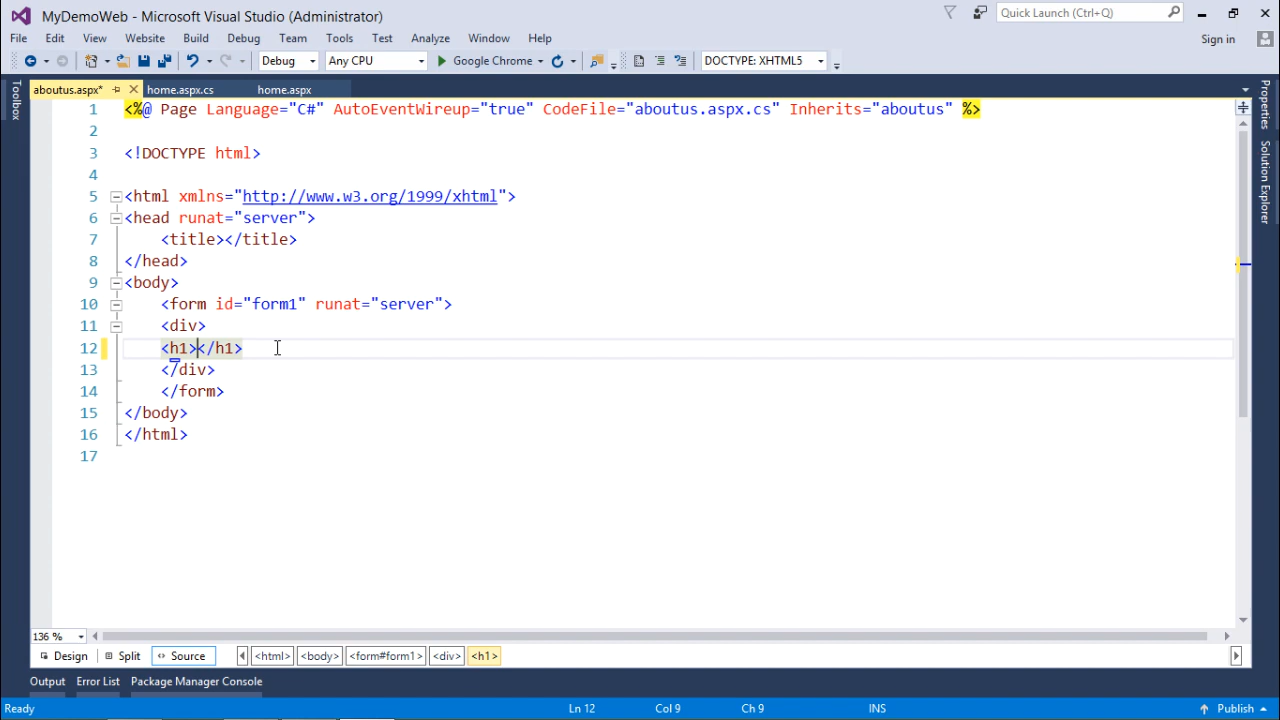 MyDemoWeb - Microsoft Visual Studio (Administrator)
Quick Launch (Ctrl+Q)
File Edit View Website Build Debug Team Tools Test Analyze Window Help
Sign in
Debug Any CPU Google Chrome DOCTYPE: XHTML5
aboutus.aspx* home.aspx.cs home.aspx
Toolbox
Properties
Solution Explorer
1 <%@ Page Language="C#" AutoEventWireup="true" CodeFile="aboutus.aspx.cs" Inherits="aboutus" %>
2
3 <!DOCTYPE html>
4
5 <html xmlns="http://www.w3.org/1999/xhtml">
6 <head runat="server">
7 <title></title>
8 </head>
9 <body>
10 <form id="form1" runat="server">
11 <div>
12 <h1></h1>
13 </div>
14 </form>
15 </body>
16 </html>
17
136 %
Design Split Source <html> <body> <form#form1> <div> <h1>
Output Error List Package Manager Console
Ready Ln 12 Col 9 Ch 9 INS Publish